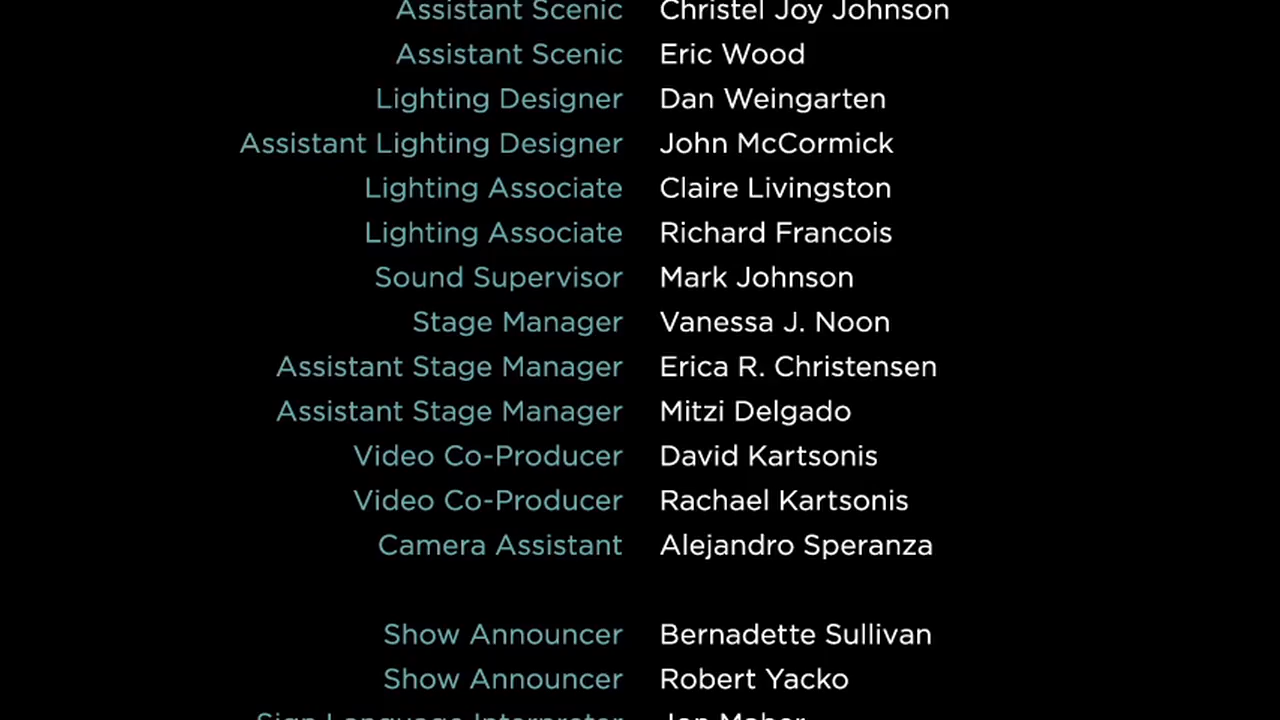 Assistant Scenic Christel Joy Johnson
Assistant Scenic Eric Wood
Lighting Designer Dan Weingarten
Assistant Lighting Designer John McCormick
Lighting Associate Claire Livingston
Lighting Associate Richard Francois
Sound Supervisor Mark Johnson
Stage Manager Vanessa J. Noon
Assistant Stage Manager Erica R. Christensen
Assistant Stage Manager Mitzi Delgado
Video Co-Producer David Kartsonis
Video Co-Producer Rachael Kartsonis
Camera Assistant Alejandro Speranza
Show Announcer Bernadette Sullivan
Show Announcer Robert Yacko
Sign Language Interpreter Jon Maher